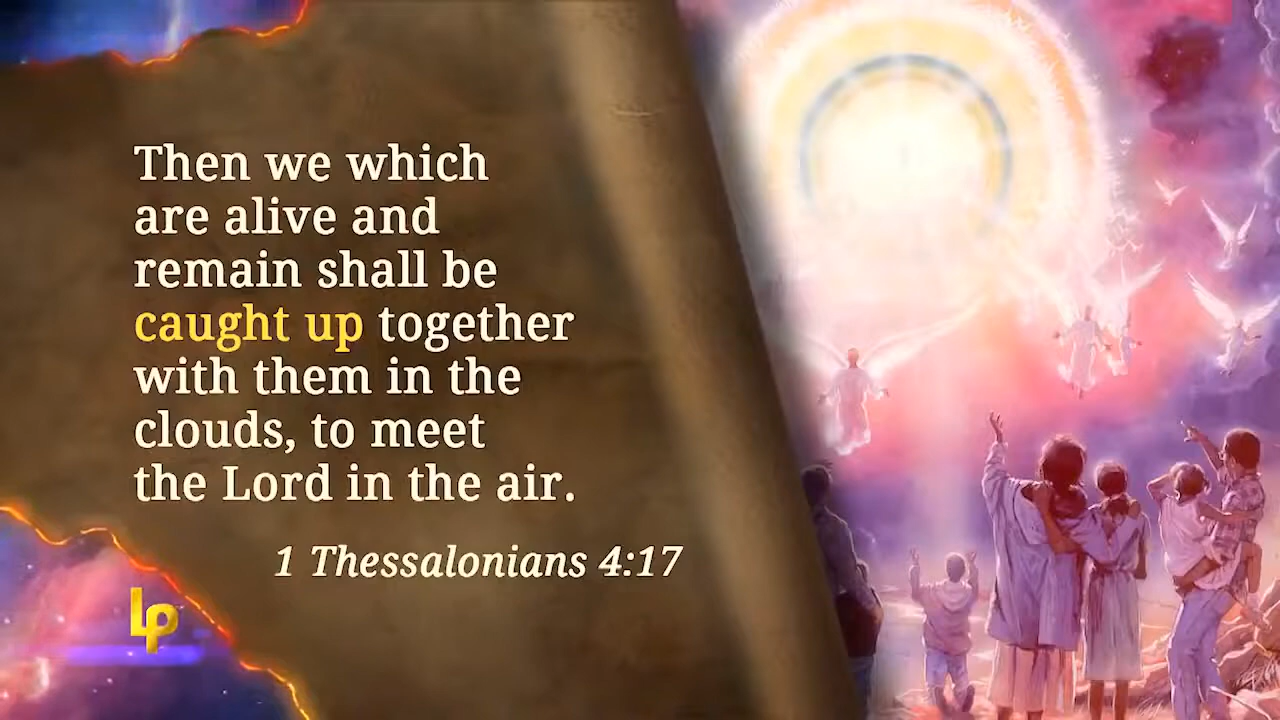 Then we which
are alive and
remain shall be
caught up together
with them in the
clouds, to meet
the Lord in the air.
1 Thessalonians 4:17
LP